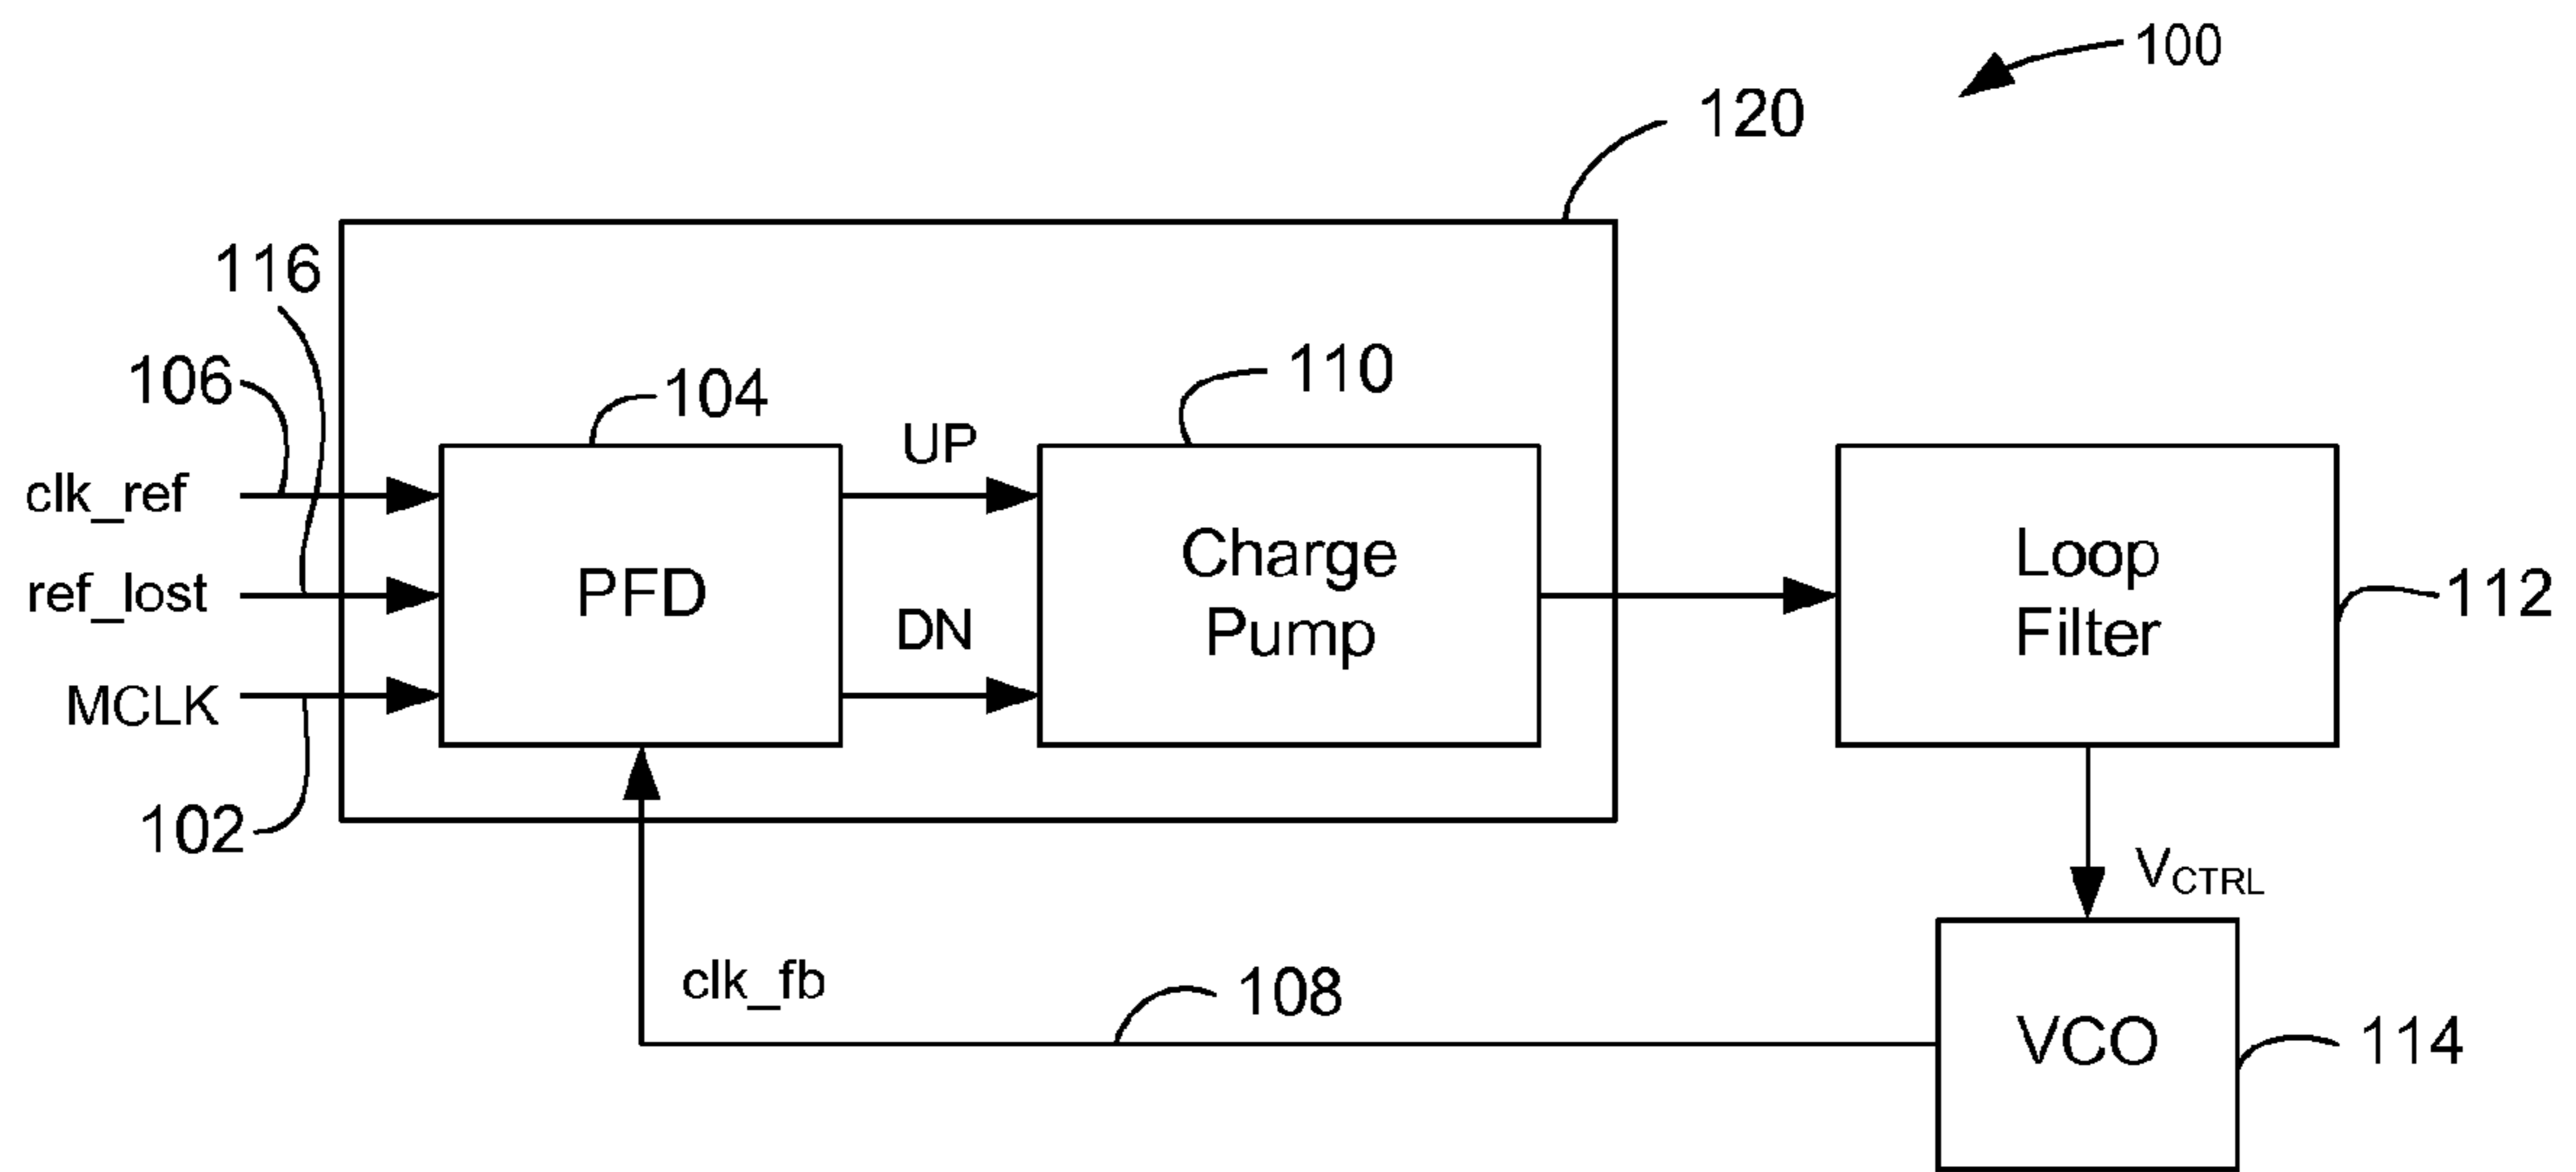 100
120
116
106
104
110
UP
clk_ref
Charge
Pump
Loop
Filter
ref_lost
PFD
112
DN
MCLK
102
VCTRL
clk_fb
108
VCO
114